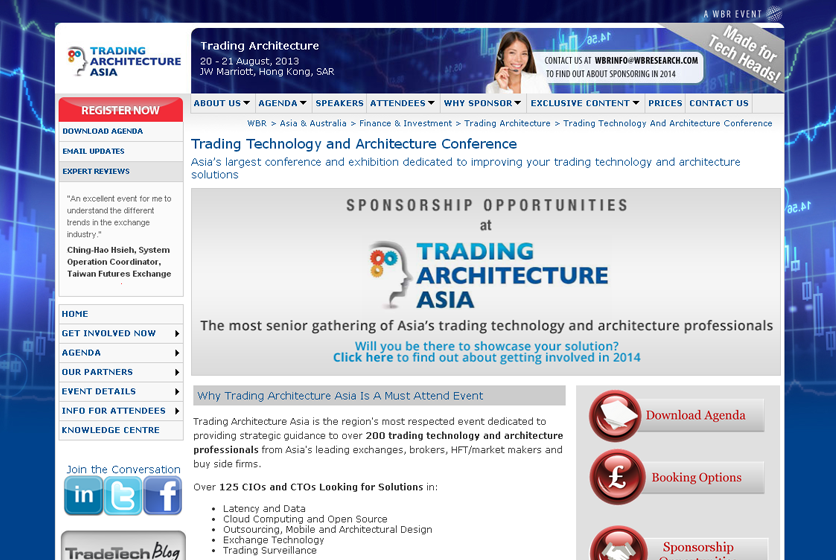 A WBR EVENT
TRADING
ARCHITECTURE
ASIA
Trading Architecture
20 - 21 August, 2013
JW Marriott, Hong Kong, SAR
CONTACT US AT WBRINFO@WBRESEARCH.COM
TO FIND OUT ABOUT SPONSORING IN 2014
Made for
Tech Heads!
REGISTER NOW
DOWNLOAD AGENDA
EMAIL UPDATES
EXPERT REVIEWS
"An excellent event for me to
understand the different
trends in the exchange
industry."
Ching-Hao Hsieh, System
Operation Coordinator,
Taiwan Futures Exchange
HOME
GET INVOLVED NOW
AGENDA
OUR PARTNERS
EVENT DETAILS
INFO FOR ATTENDEES
KNOWLEDGE CENTRE
Join the Conversation
in t f
TradeTech Blog
ABOUT US AGENDA SPEAKERS ATTENDEES WHY SPONSOR EXCLUSIVE CONTENT PRICES CONTACT US
WBR > Asia & Australia > Finance & Investment > Trading Architecture > Trading Technology And Architecture Conference
Trading Technology and Architecture Conference
Asia's largest conference and exhibition dedicated to improving your trading technology and architecture
solutions
SPONSORSHIP OPPORTUNITIES
at
TRADING
ARCHITECTURE
ASIA
The most senior gathering of Asia's trading technology and architecture professionals
Will you be there to showcase your solution?
Click here to find out about getting involved in 2014
Why Trading Architecture Asia Is A Must Attend Event
Trading Architecture Asia is the region's most respected event dedicated to
providing strategic guidance to over 200 trading technology and architecture
professionals from Asia's leading exchanges, brokers, HFT/market makers and
buy side firms.
Over 125 CIOs and CTOs Looking for Solutions in:
Latency and Data
Cloud Computing and Open Source
Outsourcing, Mobile and Architectural Design
Exchange Technology
Trading Surveillance
Download Agenda
£
Booking Options
Sponsorship